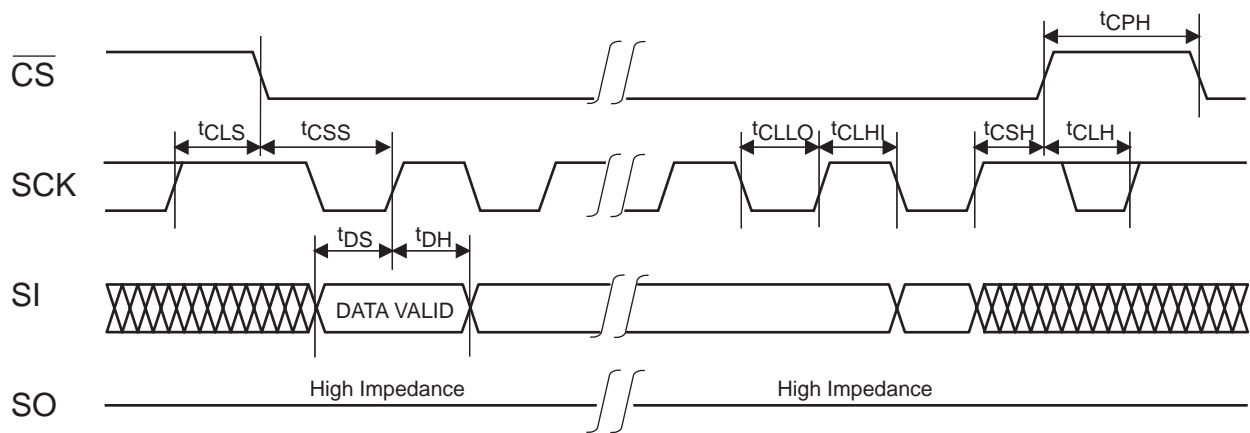 tCPH
CS
tCLS
tCSS
tCLLO
tCLHI
tCSH
tCLH
SCK
tDS
tDH
SI
DATA VALID
High Impedance
High Impedance
SO